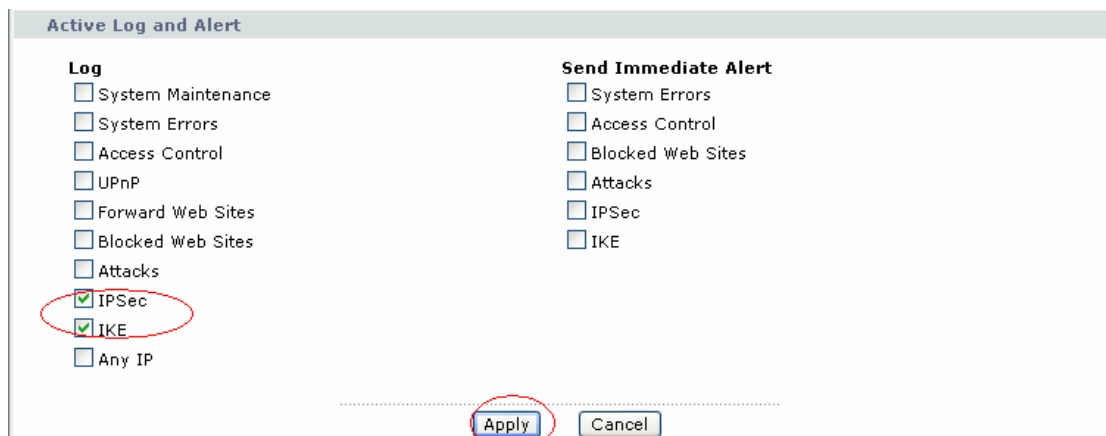 Active Log and Alert
Log
System Maintenance
System Errors
Access Control
UPnP
Forward Web Sites
Blocked Web Sites
Attacks
IPSec
IKE
Any IP
Send Immediate Alert
System Errors
Access Control
Blocked Web Sites
Attacks
IPSec
IKE
Apply Cancel